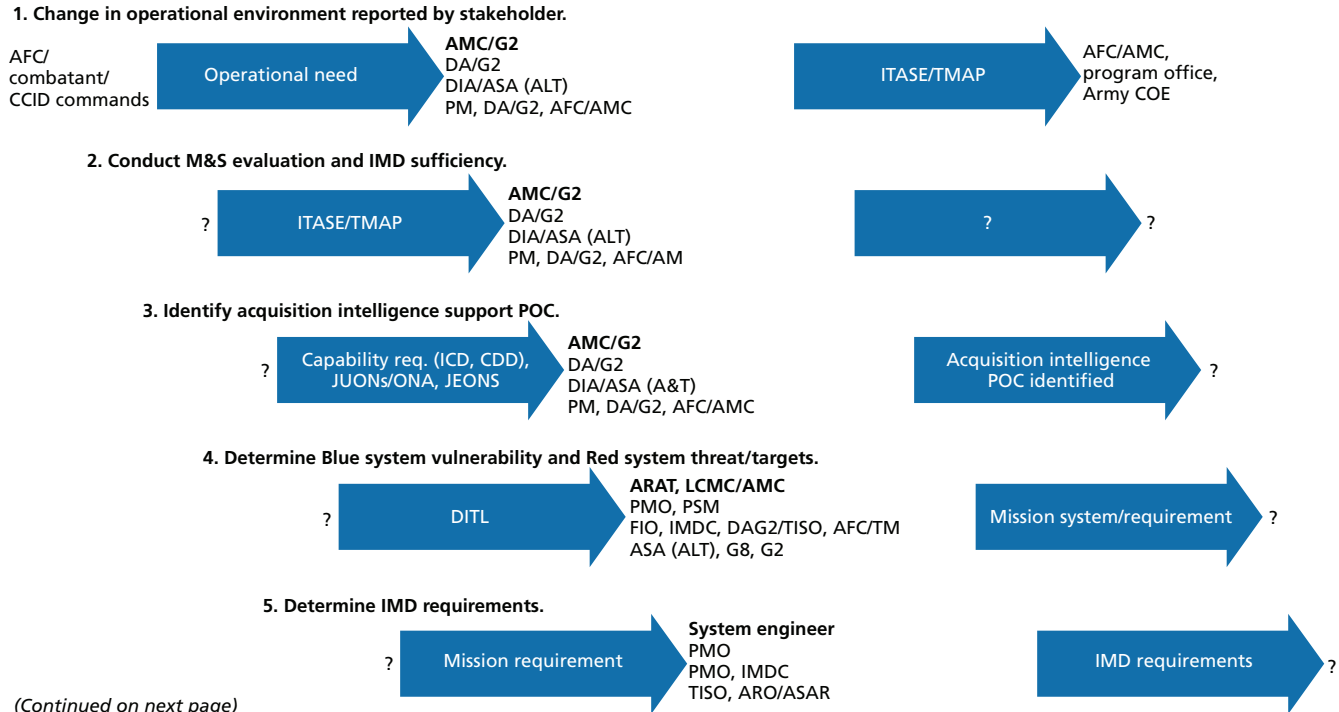 1. Change in operational environment reported by stakeholder.
AFC/
combatant/
CCID commands
Operational need
AMC/G2
DA/G2
DIA/ASA (ALT)
PM, DA/G2, AFC/AMC
ITASE/TMAP
AFC/AMC,
program office,
Army COE
2. Conduct M&S evaluation and IMD sufficiency.
?
ITASE/TMAP
AMC/G2
DA/G2
DIA/ASA (ALT)
PM, DA/G2, AFC/AM
?
?
3. Identify acquisition intelligence support POC.
?
Capability req. (ICD, CDD),
JUONs/ONA, JEONS
AMC/G2
DA/G2
DIA/ASA (A&T)
PM, DA/G2, AFC/AMC
Acquisition intelligence
POC identified
?
4. Determine Blue system vulnerability and Red system threat/targets.
?
DITL
ARAT, LCMC/AMC
PMO, PSM
FIO, IMDC, DAG2/TISO, AFC/TM
ASA (ALT), G8, G2
Mission system/requirement
?
5. Determine IMD requirements.
?
Mission requirement
System engineer
PMO
PMO, IMDC
TISO, ARO/ASAR
IMD requirements
?
(Continued on next page)